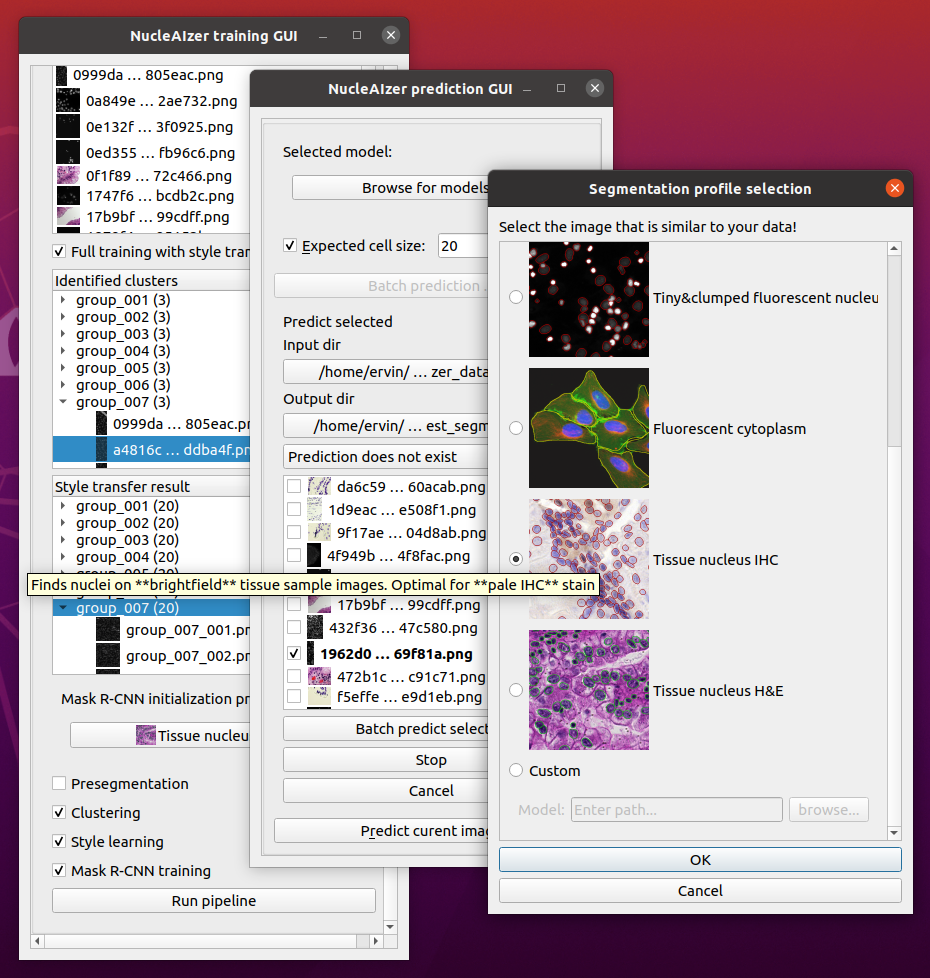 NucleAIzer training GUI
0999da ... 805eac.png
0a849e ... 2ae732.png
0e132f ... 3f0925.png
0ed355 ... fb96c6.png
0f1f89 ... 72c466.png
1747f6 ... bcdb2c.png
17b9bf ... 99cdff.png
Full training with style tran
Identified clusters
group_001 (3)
group_002 (3)
group_003 (3)
group_004 (3)
group_005 (3)
group_006 (3)
group_007 (3)
0999da ... 805eac.pn
a4816c ... ddba4f.pn
Style transfer result
group_001 (20)
group_002 (20)
group_003 (20)
group_004 (20)
group_005 (20)
group_007 (20)
group_007_001.pn
group_007_002.pn
Mask R-CNN initialization pr
Tissue nucleu
Presegmentation
Clustering
Style learning
Mask R-CNN training
Run pipeline
NucleAIzer prediction GUI
Selected model:
Browse for models
Expected cell size: 20
Batch prediction .
Predict selected
Input dir
/home/ervin/ ... zer_data
Output dir
/home/ervin/ ... est_segm
Prediction does not exist
da6c59 ... 60acab.png
1d9eac ... e508f1.png
9f17ae ... 04d8ab.png
4f949b ... 4f8fac.png
Finds nuclei on **brightfield** tissue sample images. Optimal for **pale IHC** stain
17b9bf ... 99cdff.png
432f36 ... 47c580.png
1962d0 ... 69f81a.png
472b1c ... c91c71.png
f5effe ... e9d1eb.png
Batch predict select
Stop
Cancel
Predict curent imag
Segmentation profile selection
Select the image that is similar to your data!
Tiny&clumped fluorescent nucleu
Fluorescent cytoplasm
Tissue nucleus IHC
Tissue nucleus H&E
Custom
Model: Enter path... browse...
OK
Cancel